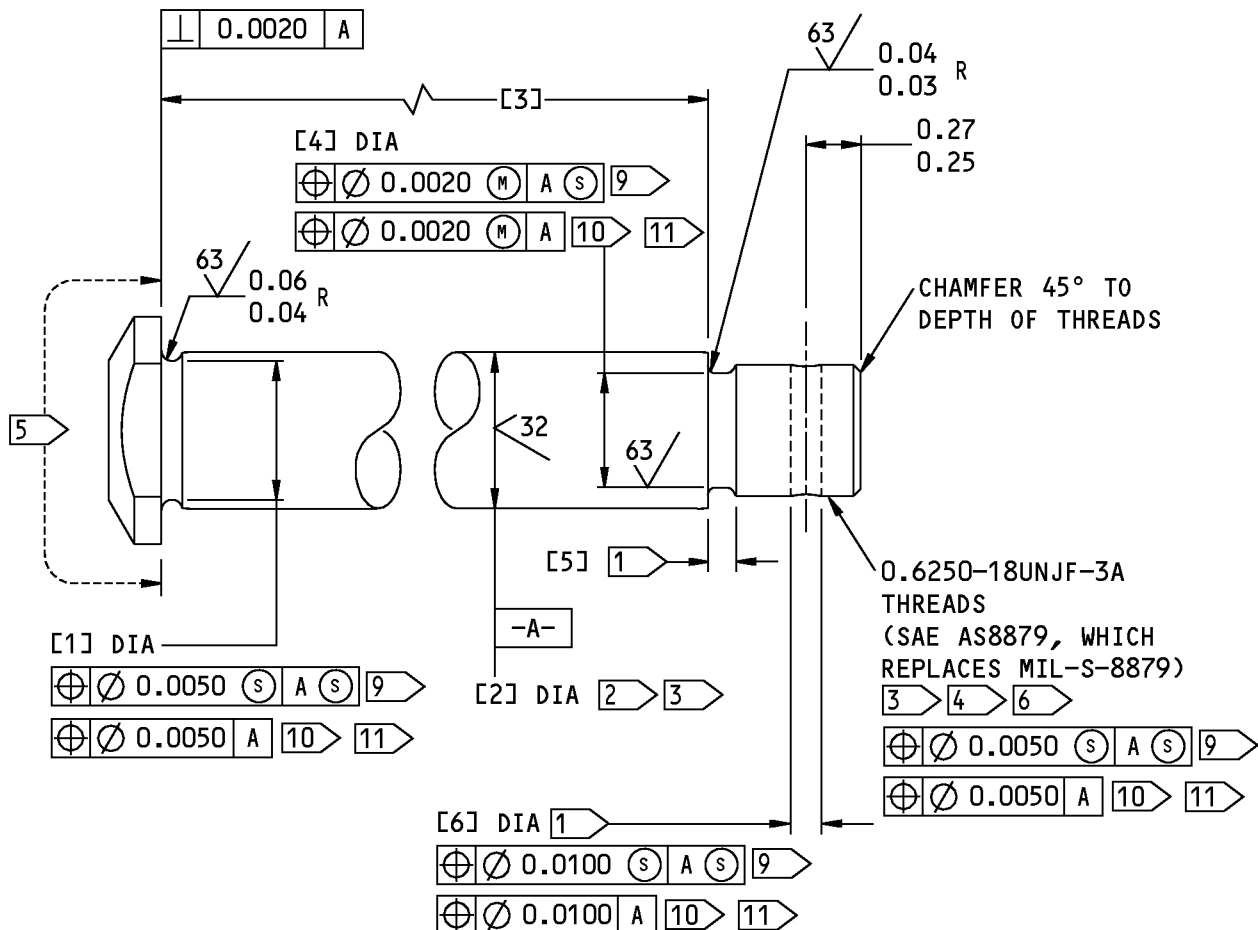 ⊥ 0.0020 A
63
0.04
0.03 R
[3]
0.27
0.25
[4] DIA
⌖ ⌀ 0.0020 Ⓜ A Ⓢ 9
⌖ ⌀ 0.0020 Ⓜ A 10 11
63
0.06
0.04 R
CHAMFER 45° TO
DEPTH OF THREADS
5
32
63
[5] 1
0.6250-18UNJF-3A
THREADS
(SAE AS8879, WHICH
REPLACES MIL-S-8879)
3 4 6
⌖ ⌀ 0.0050 Ⓢ A Ⓢ 9
⌖ ⌀ 0.0050 A 10 11
-A-
[1] DIA
⌖ ⌀ 0.0050 Ⓢ A Ⓢ 9
⌖ ⌀ 0.0050 A 10 11
[2] DIA 2 3
[6] DIA 1
⌖ ⌀ 0.0100 Ⓢ A Ⓢ 9
⌖ ⌀ 0.0100 A 10 11